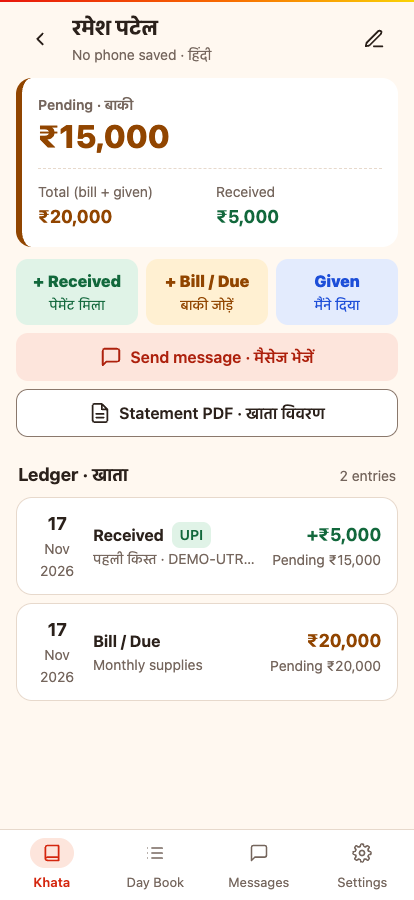 रमेश पटेल
No phone saved · हिंदी
Pending · बाकी
₹15,000
Total (bill + given)
₹20,000
Received
₹5,000
+ Received
पेमेंट मिला
+ Bill / Due
बाकी जोड़ें
Given
मैंने दिया
Send message · मैसेज भेजें
Statement PDF · खाता विवरण
Ledger · खाता
2 entries
17
Nov
2026
Received UPI
पहली किस्त · DEMO-UTR...
+₹5,000
Pending ₹15,000
17
Nov
2026
Bill / Due
Monthly supplies
₹20,000
Pending ₹20,000
Khata
Day Book
Messages
Settings